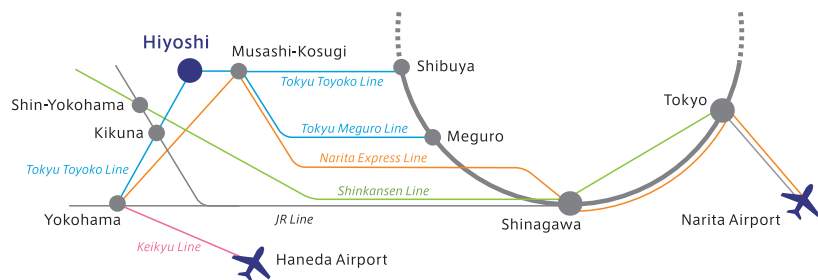 Hiyoshi
Musashi-Kosugi
Shibuya
Tokyu Toyoko Line
Shin-Yokohama
Tokyo
Kikuna
Tokyu Meguro Line
Meguro
Narita Express Line
Tokyu Toyoko Line
Shinkansen Line
Yokohama
JR Line
Shinagawa
Narita Airport
Keikyu Line
Haneda Airport